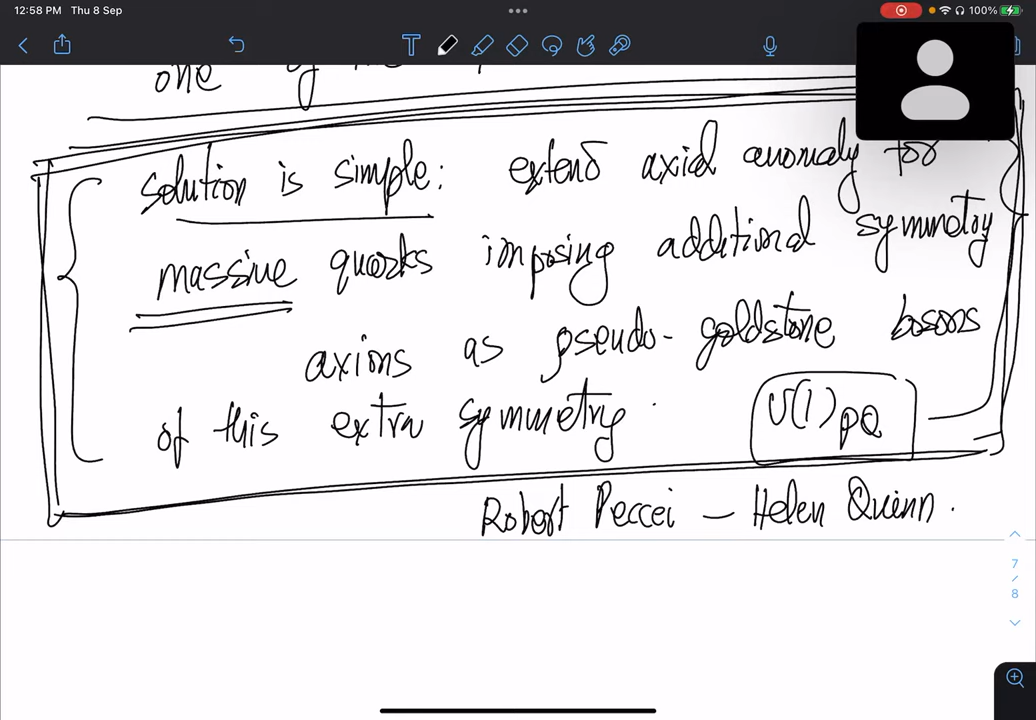 12:58 PM Thu 8 Sep
100%
one of
solution is simple: extend axial anomaly for
massive quarks imposing additional symmetry
axions as pseudo-goldstone bosons
of this extra symmetry.
U(1)PQ
Robert Peccei – Helen Quinn.
7
/
8